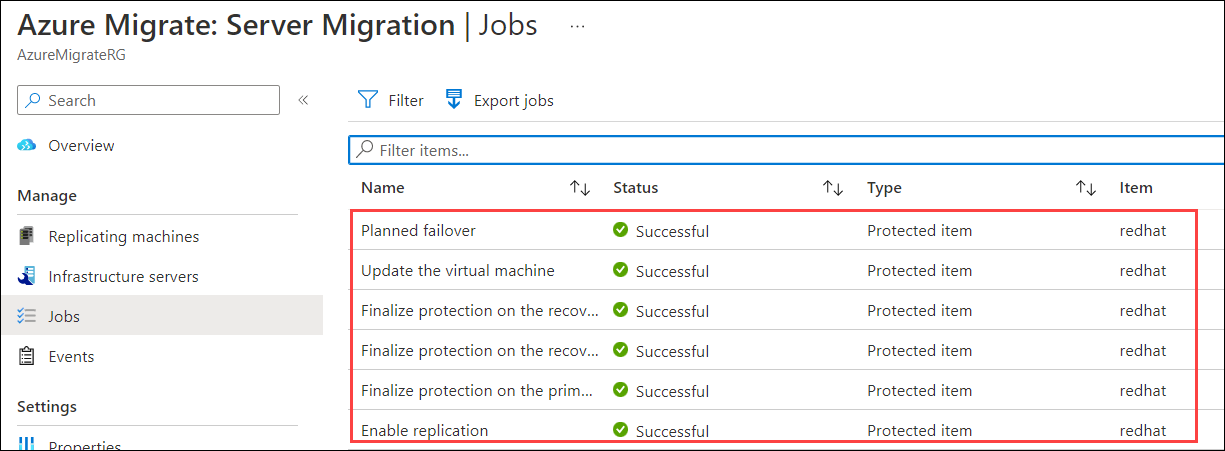 Azure Migrate: Server Migration | Jobs ...
AzureMigrateRG
Search
Overview
Manage
Replicating machines
Infrastructure servers
Jobs
Events
Settings
Properties
Filter Export jobs
Filter items...
Name Status Type Item
Planned failover Successful Protected item redhat
Update the virtual machine Successful Protected item redhat
Finalize protection on the recov... Successful Protected item redhat
Finalize protection on the recov... Successful Protected item redhat
Finalize protection on the prim... Successful Protected item redhat
Enable replication Successful Protected item redhat